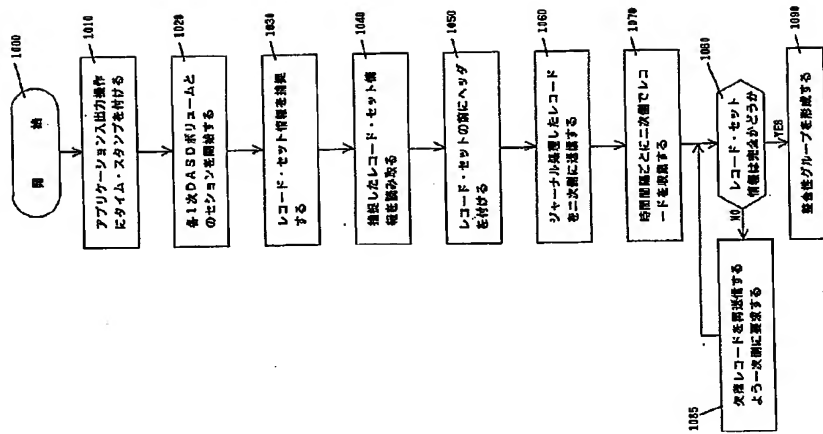 1000
開　始
1010
アプリケーション入出力操作
にタイム・スタンプを付ける
1020
各1次DASDボリュームと
のセションを開始する
1030
レコード・セット情報を捕捉
する
1040
捕捉したレコード・セット情
報を読み取る
1050
レコード・セットの前にヘッダ
を付ける
1060
ジャーナル処理したレコード
を二次側に送信する
1070
時間間隔ごとに二次側でレコ
ードを収集する
1080
レコード・セット
情報は完全かどうか
YES
NO
1085
欠落レコードを再送信する
よう一次側に要求する
1090
整合性グループを形成する